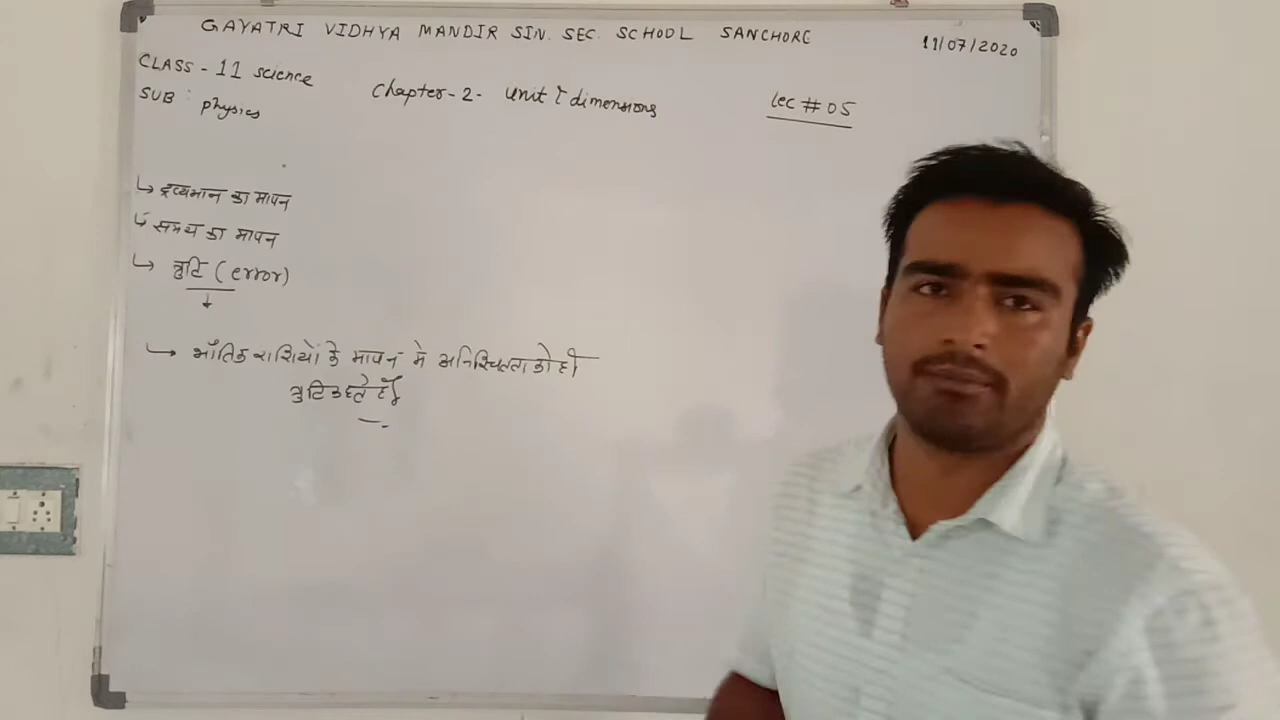 GAYATRI VIDHYA MANDIR SIN. SEC. SCHOOL SANCHORE
11/07/2020
CLASS - 11 science
SUB : physics
Chapter-2- unit & dimensions
Lec # 05
द्रव्यमान का मापन
समय का मापन
त्रुटि (error)
भौतिक राशियों के मापन मे अनिश्चितता को ही
त्रुटि कहते हैं